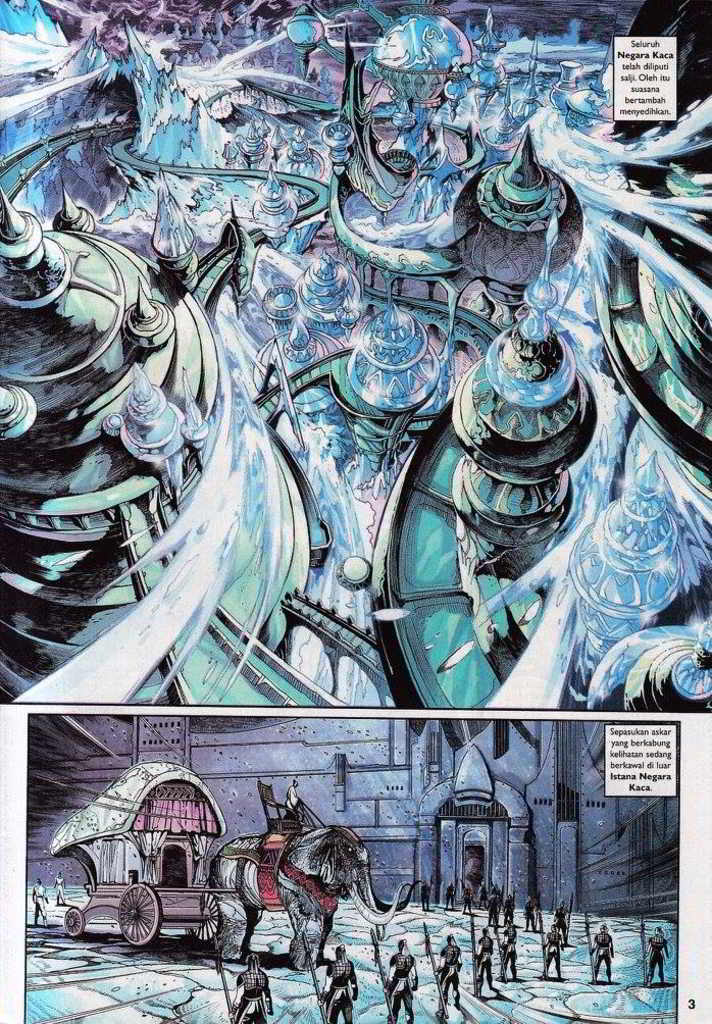 Seluruh
Negara Kaca
telah diliputi
salji. Oleh itu
suasana
bertambah
menyedihkan.
Sepasukan askar
yang berkabung
kelihatan sedang
berkawal di luar
Istana Negara
Kaca.
3